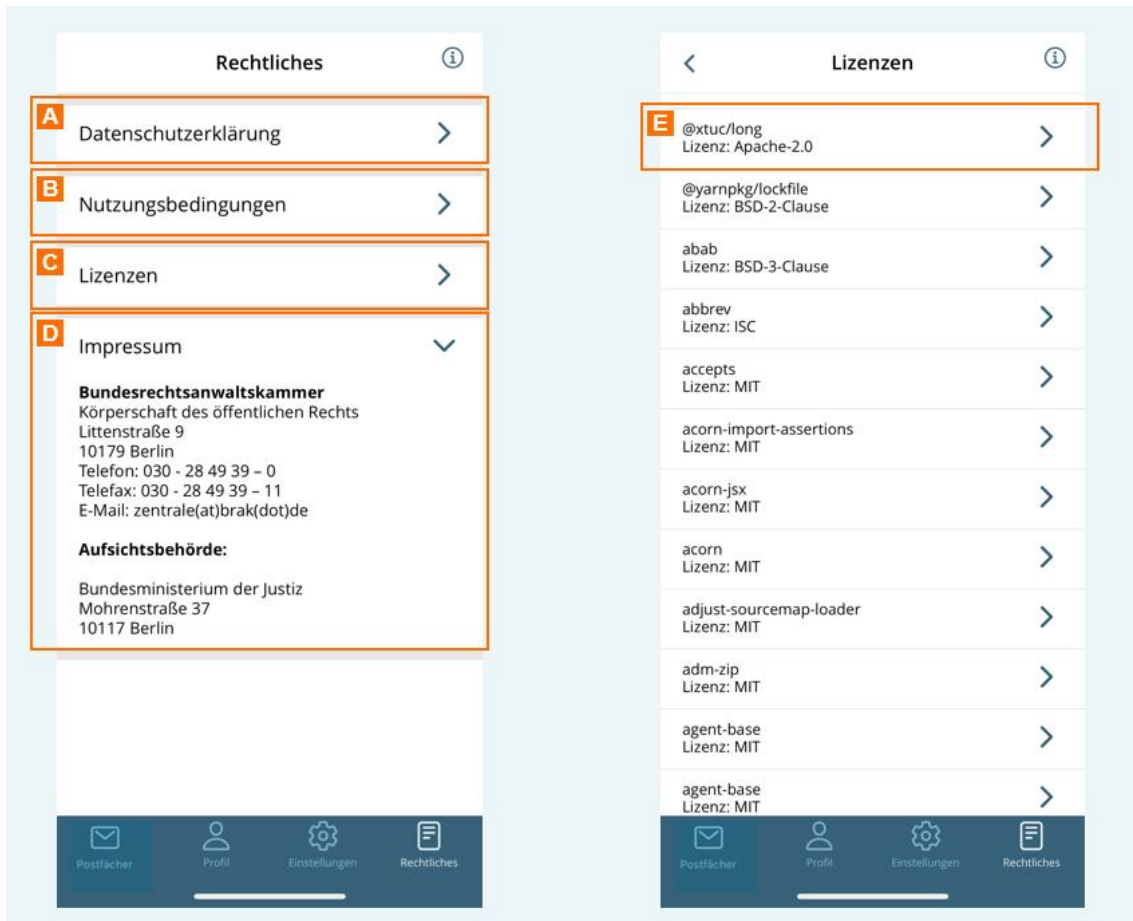 Rechtliches
A
Datenschutzerklärung
B
Nutzungsbedingungen
C
Lizenzen
D
Impressum
Bundesrechtsanwaltskammer
Körperschaft des öffentlichen Rechts
Littenstraße 9
10179 Berlin
Telefon: 030 - 28 49 39 – 0
Telefax: 030 - 28 49 39 – 11
E-Mail: zentrale(at)brak(dot)de
Aufsichtsbehörde:
Bundesministerium der Justiz
Mohrenstraße 37
10117 Berlin
Postfächer Profil Einstellungen Rechtliches
Lizenzen
E
@xtuc/long
Lizenz: Apache-2.0
@yarnpkg/lockfile
Lizenz: BSD-2-Clause
abab
Lizenz: BSD-3-Clause
abbrev
Lizenz: ISC
accepts
Lizenz: MIT
acorn-import-assertions
Lizenz: MIT
acorn-jsx
Lizenz: MIT
acorn
Lizenz: MIT
adjust-sourcemap-loader
Lizenz: MIT
adm-zip
Lizenz: MIT
agent-base
Lizenz: MIT
agent-base
Lizenz: MIT
Postfächer Profil Einstellungen Rechtliches